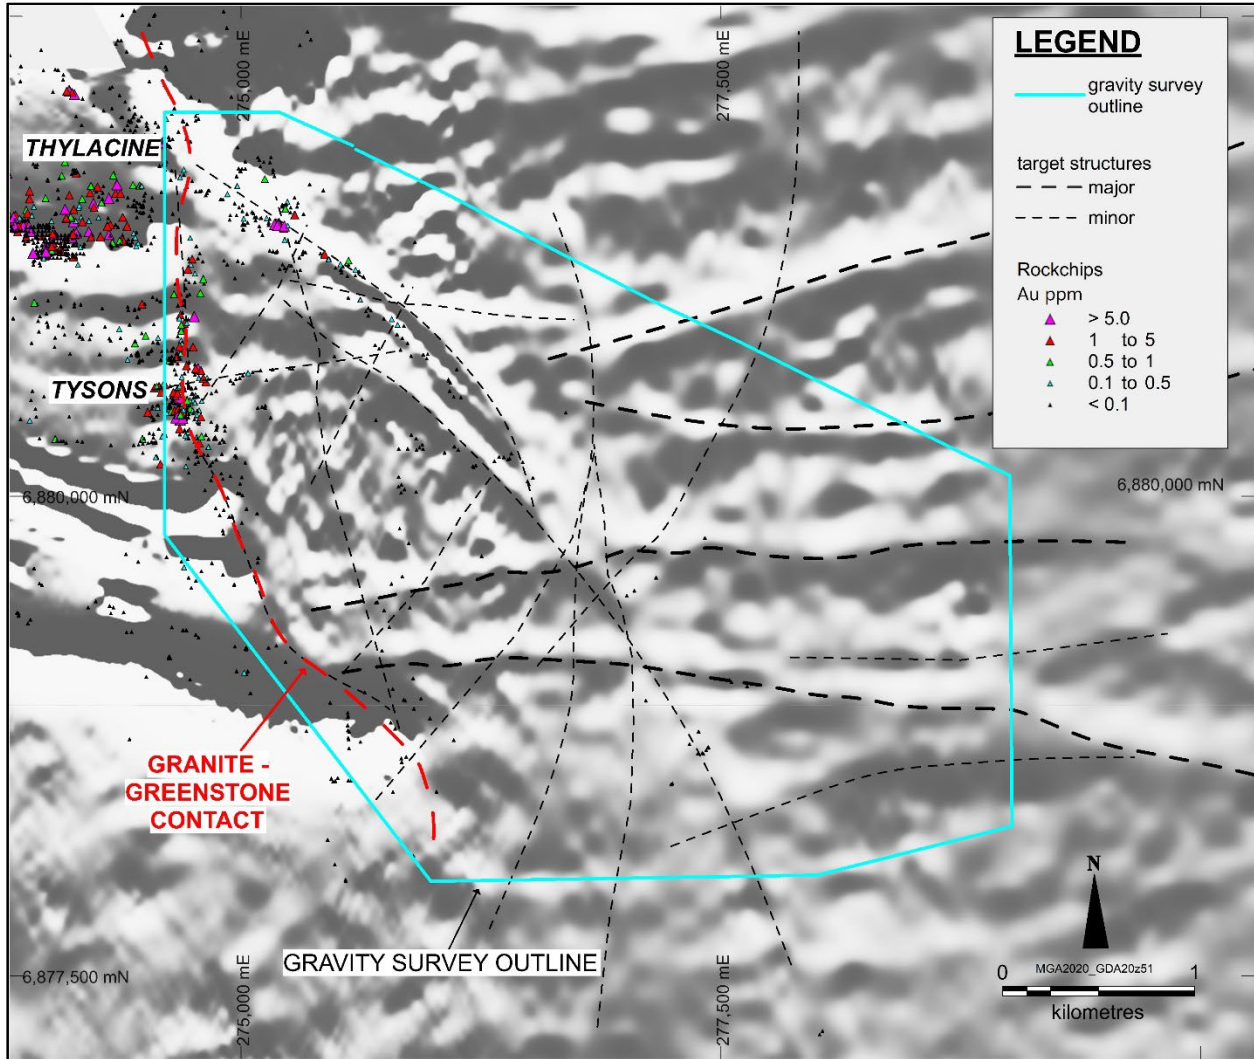 275,000 mE
277,500 mE
LEGEND
gravity survey
outline
target structures
major
minor
Rockchips
Au ppm
> 5.0
1 to 5
0.5 to 1
0.1 to 0.5
< 0.1
THYLACINE
TYSONS
6,880,000 mN
6,880,000 mN
GRANITE -
GREENSTONE
CONTACT
GRAVITY SURVEY OUTLINE
N
0 MGA2020_GDA20z51 1
kilometres
6,877,500 mN
275,000 mE
277,500 mE